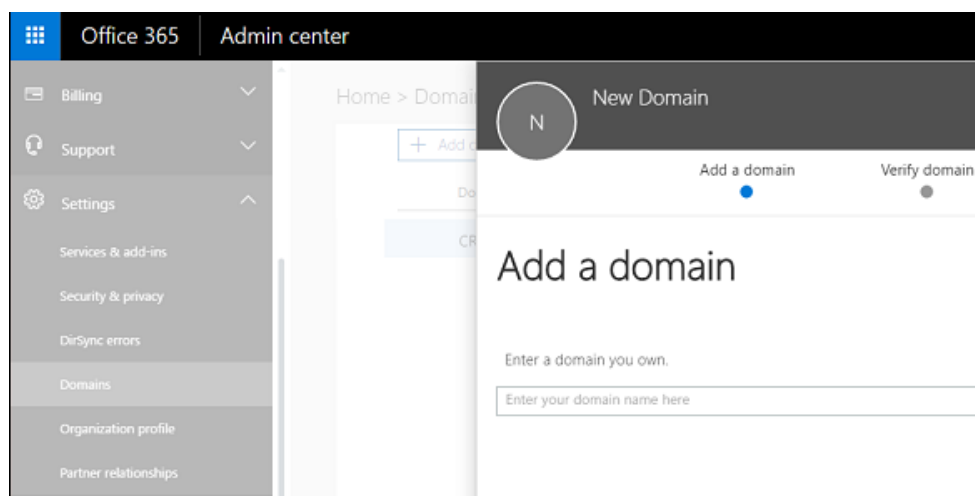 Office 365 Admin center
Billing
Support
Settings
Services & add-ins
Security & privacy
DirSync errors
Domains
Organization profile
Partner relationships
Home > Domai
+ Add c
Do
CR
N
New Domain
Add a domain
Verify domain
Add a domain
Enter a domain you own.
Enter your domain name here